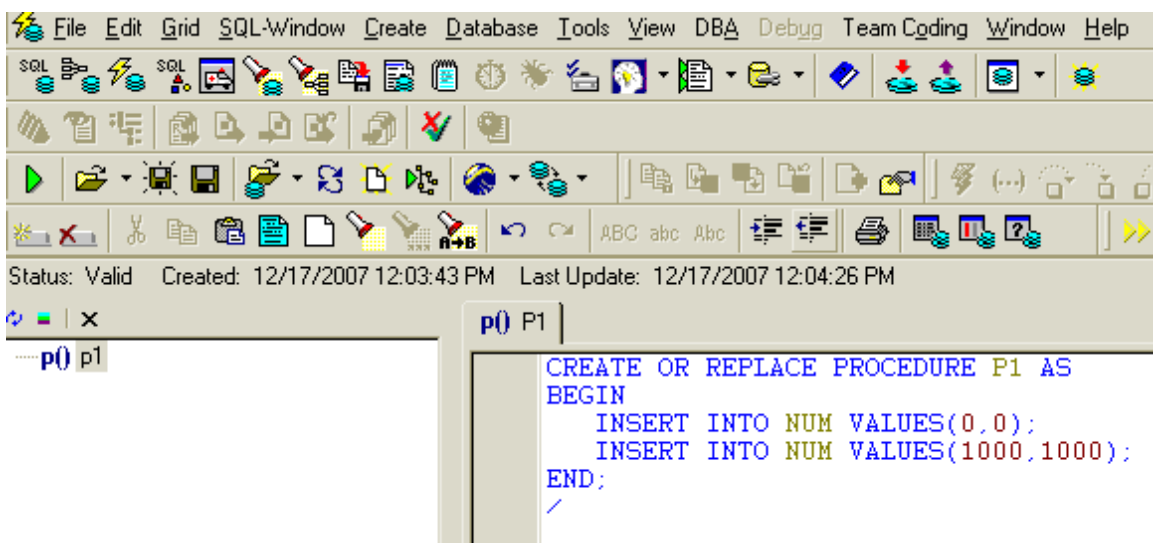 File Edit Grid SQL-Window Create Database Tools View DBA Debug Team Coding Window Help
SQL SQL
A→B ABC abc Abc
Status: Valid Created: 12/17/2007 12:03:43 PM Last Update: 12/17/2007 12:04:26 PM
p() P1
p() p1
CREATE OR REPLACE PROCEDURE P1 AS
BEGIN
INSERT INTO NUM VALUES(0,0);
INSERT INTO NUM VALUES(1000,1000);
END;
/